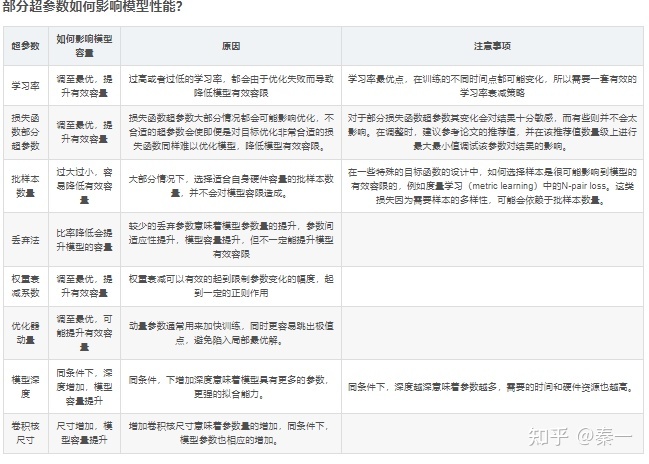 部分超参数如何影响模型性能？
超参数
如何影响模型
容量
原因
注意事项
学习率
调至最优，提
升有效容量
过高或者过低的学习率，都会由于优化失败而导致
降低模型有效容限
学习率最优点，在训练的不同时间点都可能变化，所以需要一套有效的
学习率衰减策略
损失函
数部分
超参数
调至最优，提
升有效容量
损失函数超参数大部分情况都会可能影响优化，不
合适的超参数会使即便是对目标优化非常合适的损
失函数同样难以优化模型，降低模型有效容限。
对于部分损失函数超参数其变化会对结果十分敏感，而有些则并不会太
影响。在调整时，建议参考论文的推荐值，并在该推荐值数量级上进行
最大最小值调试该参数对结果的影响。
批样本
数量
过大过小，容
易降低有效容
量
大部分情况下，选择适合自身硬件容量的批样本数
量，并不会对模型容限造成。
在一些特殊的目标函数的设计中，如何选择样本是很可能影响到模型的
有效容限的，例如度量学习（metric learning）中的N-pair loss。这类
损失因为需要样本的多样性，可能会依赖于批样本数量。
丢弃法
比率降低会提
升模型的容量
较少的丢弃参数意味着模型参数量的提升，参数间
适应性提升，模型容量提升，但不一定能提升模型
有效容限
权重衰
减系数
调至最优，提
升有效容量
权重衰减可以有效的起到限制参数变化的幅度，起
到一定的正则作用
优化器
动量
调至最优，可
能提升有效容
量
动量参数通常用来加快训练，同时更容易跳出极值
点，避免陷入局部最优解。
模型深
度
同条件下，深
度增加，模型
容量提升
同条件，下增加深度意味着模型具有更多的参数，
更强的拟合能力。
同条件下，深度越深意味着参数越多，需要的时间和硬件资源也越高。
卷积核
尺寸
尺寸增加，模
型容量提升
增加卷积核尺寸意味着参数量的增加，同条件下，
模型参数也相应的增加。
知乎 @秦一